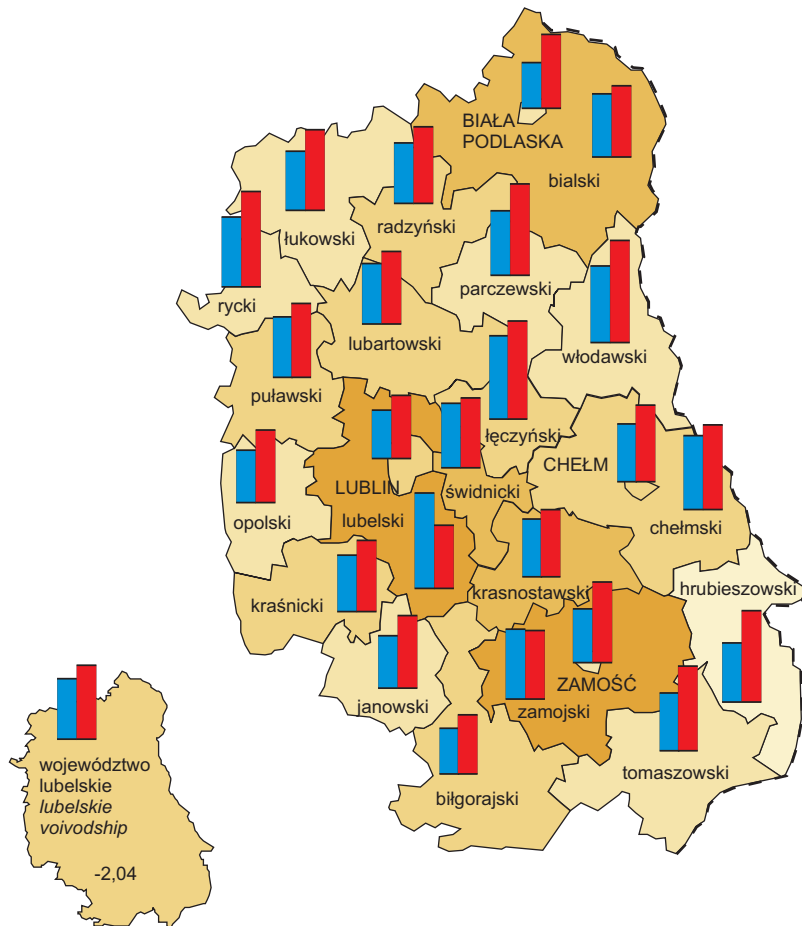 BIAŁA
PODLASKA
bialski
łukowski
radzyński
parczewski
rycki
lubartowski
włodawski
puławski
łęczyński
CHEŁM
LUBLIN
świdnicki
opolski
lubelski
chełmski
hrubieszowski
kraśnicki
krasnostawski
janowski
ZAMOŚĆ
zamojski
tomaszowski
biłgorajski
województwo
lubelskie
lubelskie
voivodship
-2,04